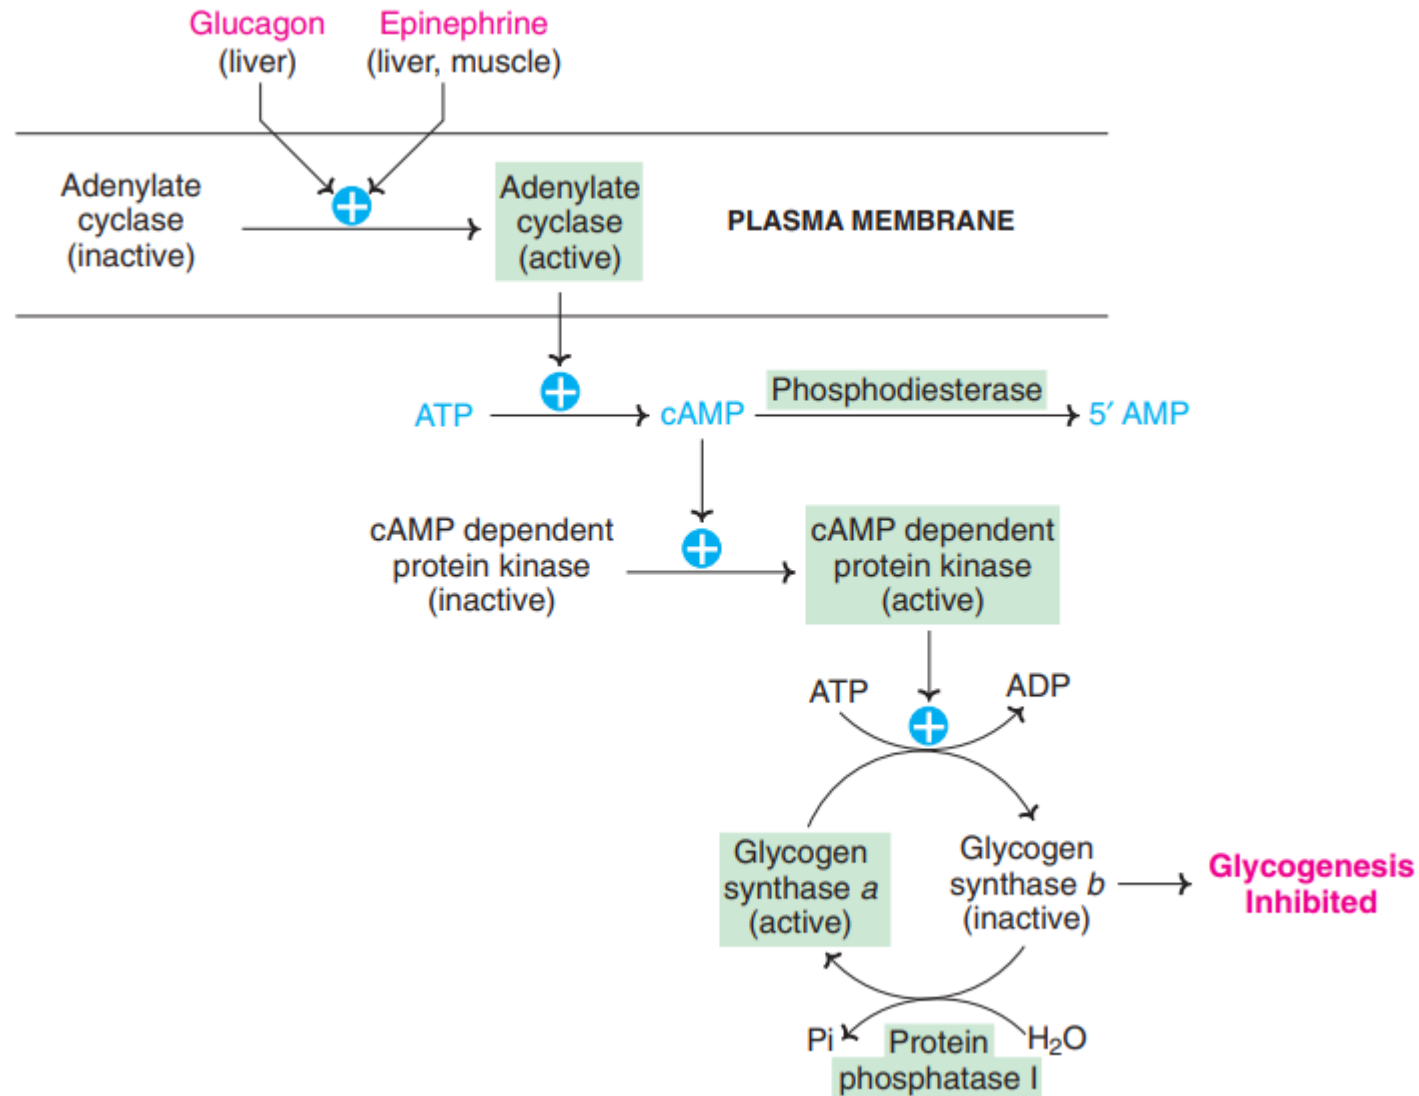 Glucagon
(liver)
Epinephrine
(liver, muscle)
Adenylate
cyclase
(inactive)
Adenylate
cyclase
(active)
PLASMA MEMBRANE
ATP
cAMP
Phosphodiesterase
5′ AMP
cAMP dependent
protein kinase
(inactive)
cAMP dependent
protein kinase
(active)
ATP
ADP
Glycogen
synthase a
(active)
Glycogen
synthase b
(inactive)
Glycogenesis
Inhibited
Pi
Protein
phosphatase I
H₂O